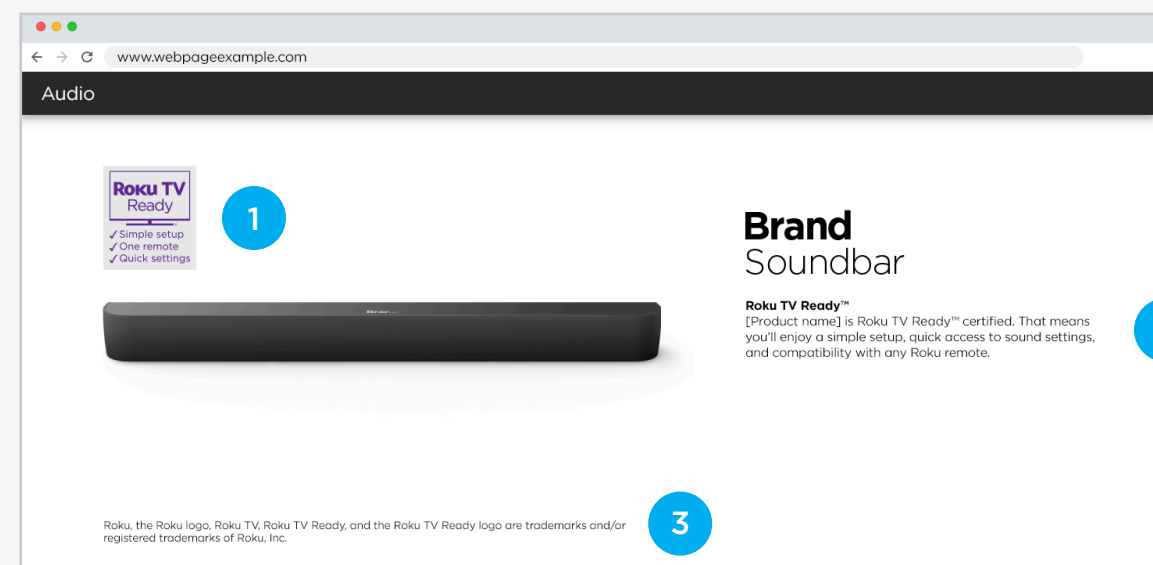 www.webpageexample.com
Audio
Roku TV
Ready
✓ Simple setup
✓ One remote
✓ Quick settings
1
Brand
Soundbar
Roku TV Ready™
[Product name] is Roku TV Ready™ certified. That means
you'll enjoy a simple setup, quick access to sound settings,
and compatibility with any Roku remote.
Roku, the Roku logo, Roku TV, Roku TV Ready, and the Roku TV Ready logo are trademarks and/or
registered trademarks of Roku, Inc.
3